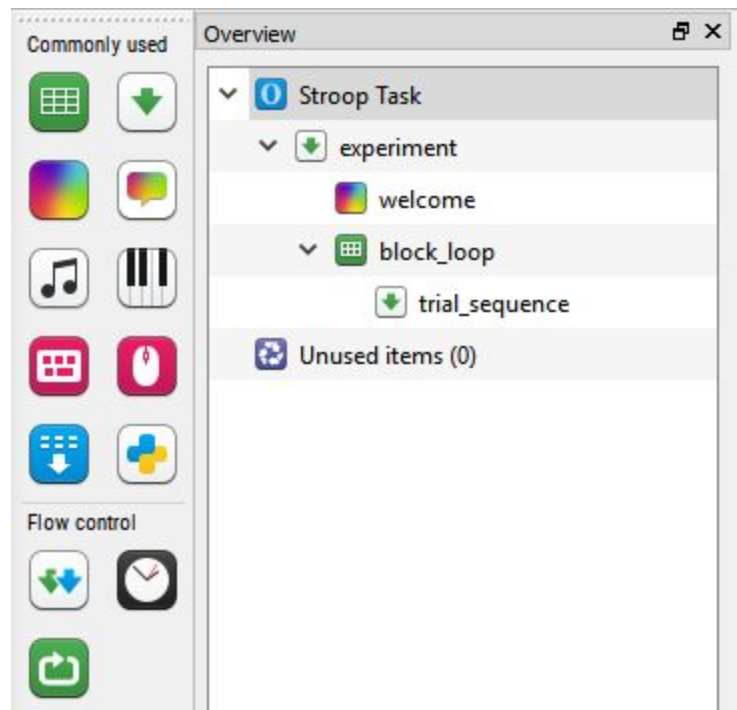 Commonly used
Overview
Stroop Task
experiment
welcome
block_loop
trial_sequence
Unused items (0)
Flow control